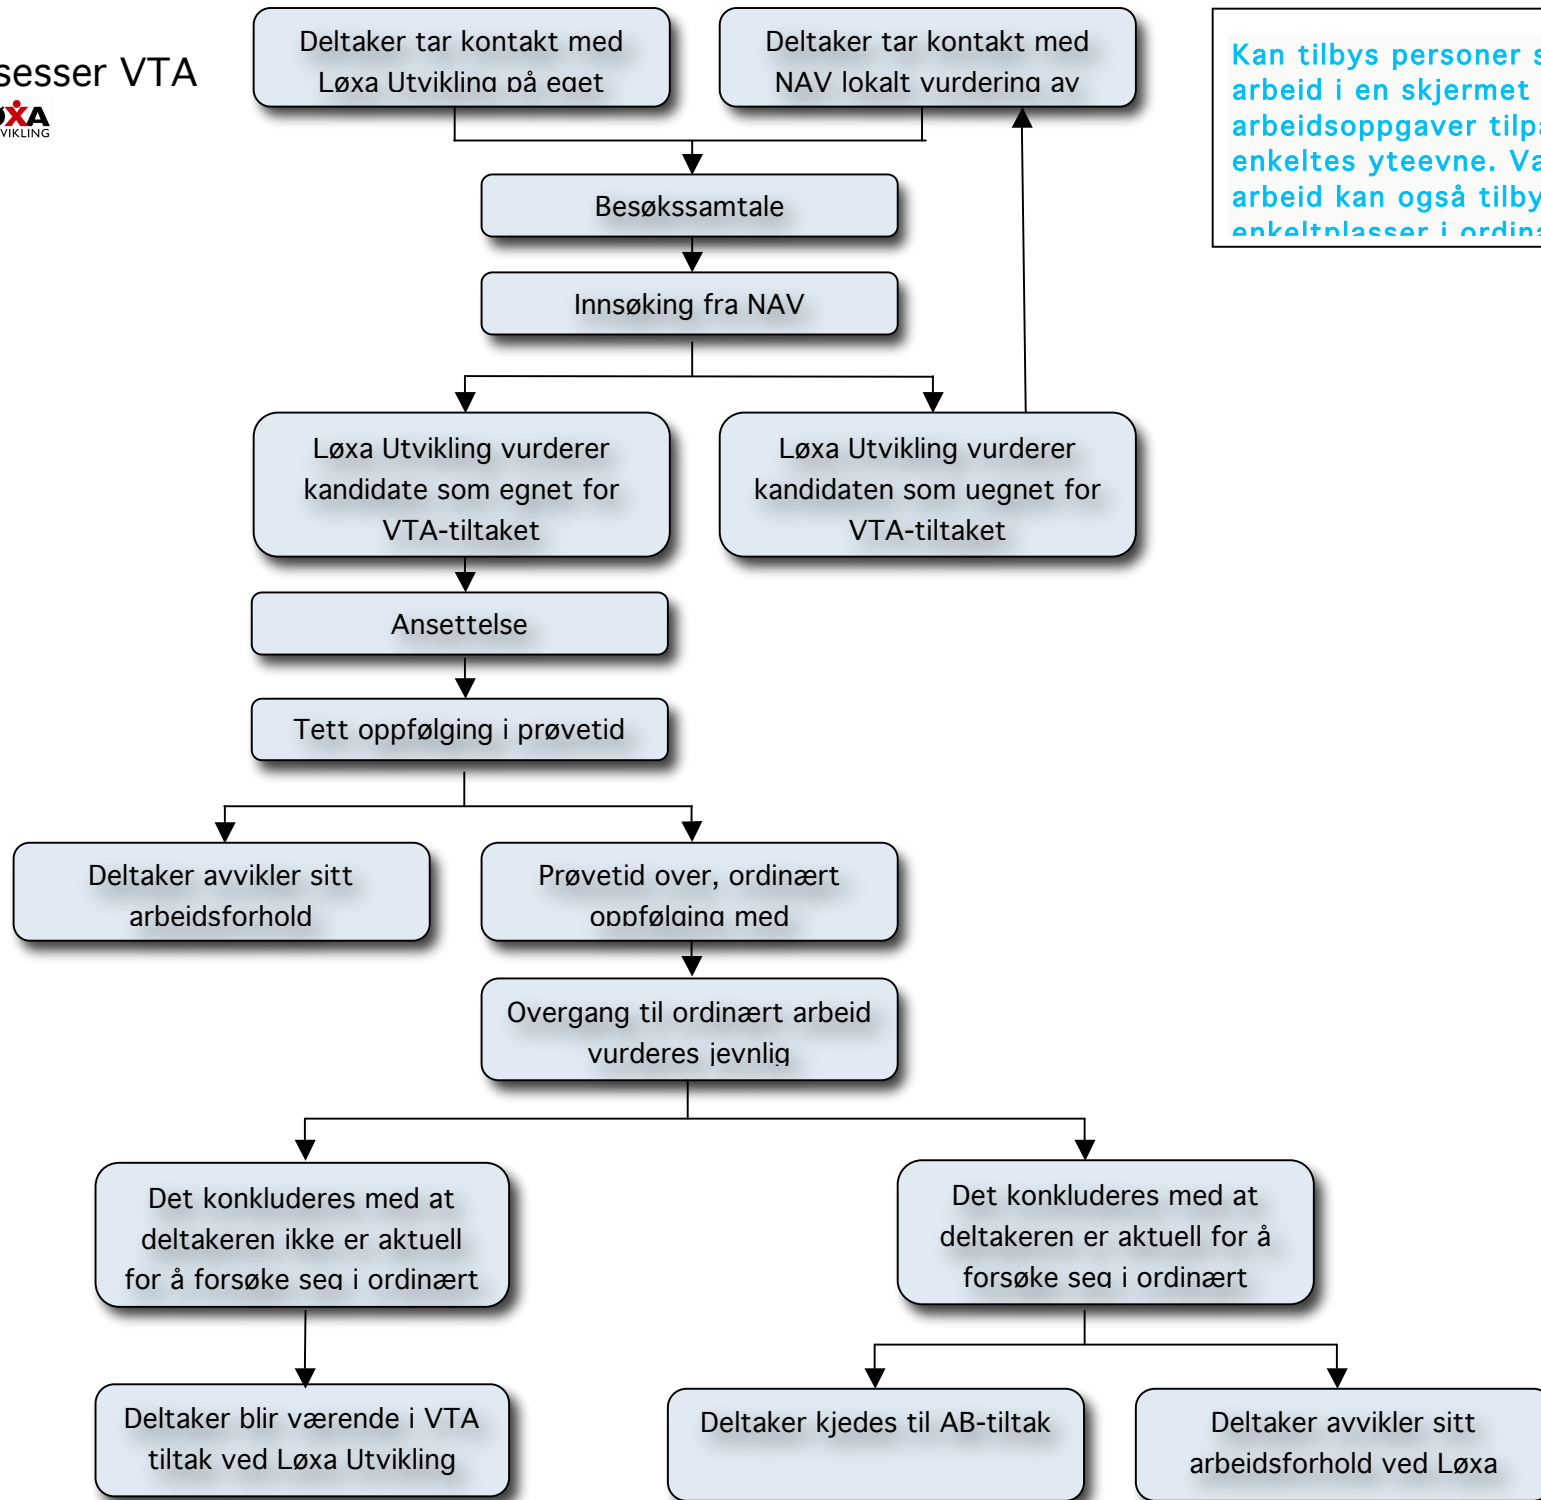 sesser VTA
ØXA
VIKLING
Deltaker tar kontakt med
Løxa Utvikling på eget
Deltaker tar kontakt med
NAV lokalt vurdering av
Kan tilbys personer s
arbeid i en skjermet
arbeidsoppgaver tilpa
enkeltes yteevne. Va
arbeid kan også tilby
enkeltplasser i ordina
Besøkssamtale
Innsøking fra NAV
Løxa Utvikling vurderer
kandidate som egnet for
VTA-tiltaket
Løxa Utvikling vurderer
kandidaten som uegnet for
VTA-tiltaket
Ansettelse
Tett oppfølging i prøvetid
Deltaker avvikler sitt
arbeidsforhold
Prøvetid over, ordinært
oppfølging med
Overgang til ordinært arbeid
vurderes jevnlig
Det konkluderes med at
deltakeren ikke er aktuell
for å forsøke seg i ordinært
Det konkluderes med at
deltakeren er aktuell for å
forsøke seg i ordinært
Deltaker blir værende i VTA
tiltak ved Løxa Utvikling
Deltaker kjedes til AB-tiltak
Deltaker avvikler sitt
arbeidsforhold ved Løxa